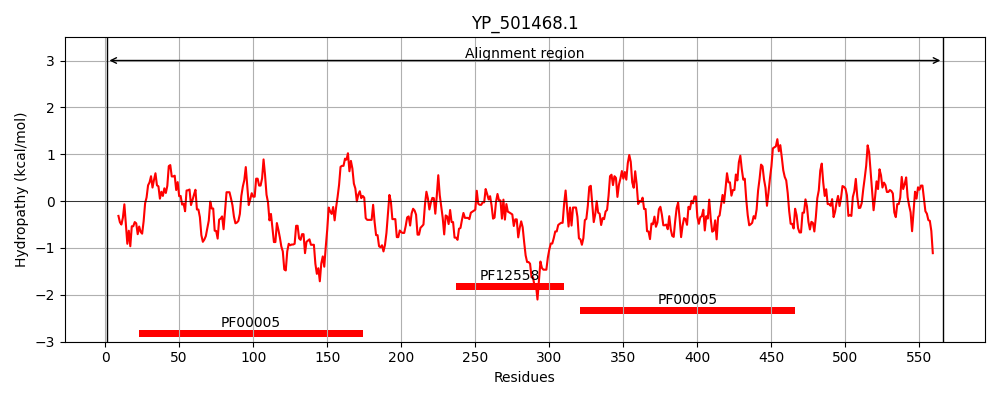 YP_501468.1
Alignment region
3
2
1
0
−1
−2
−3
Hydropathy (kcal/mol)
PF12558
PF00005
PF00005
0 50 100 150 200 250 300 350 400 450 500 550
Residues